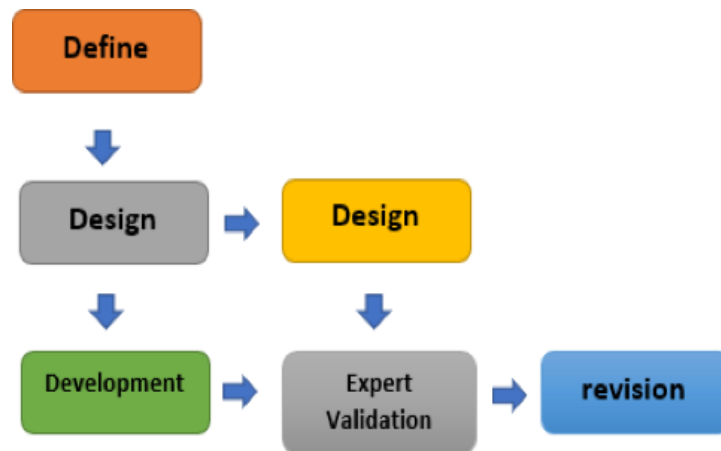 Define
Design
Design
Development
Expert
Validation
revision